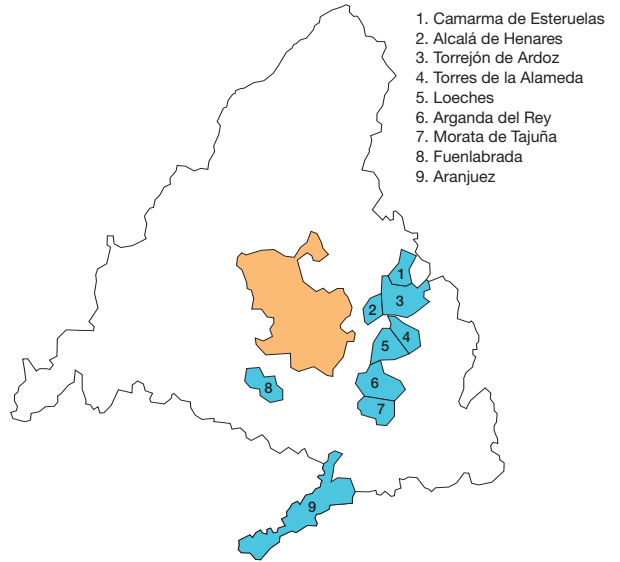 1. Camarma de Esteruelas
2. Alcalá de Henares
3. Torrejón de Ardoz
4. Torres de la Alameda
5. Loeches
6. Arganda del Rey
7. Morata de Tajuña
8. Fuenlabrada
9. Aranjuez
1
3
2
4
5
6
8
7
9